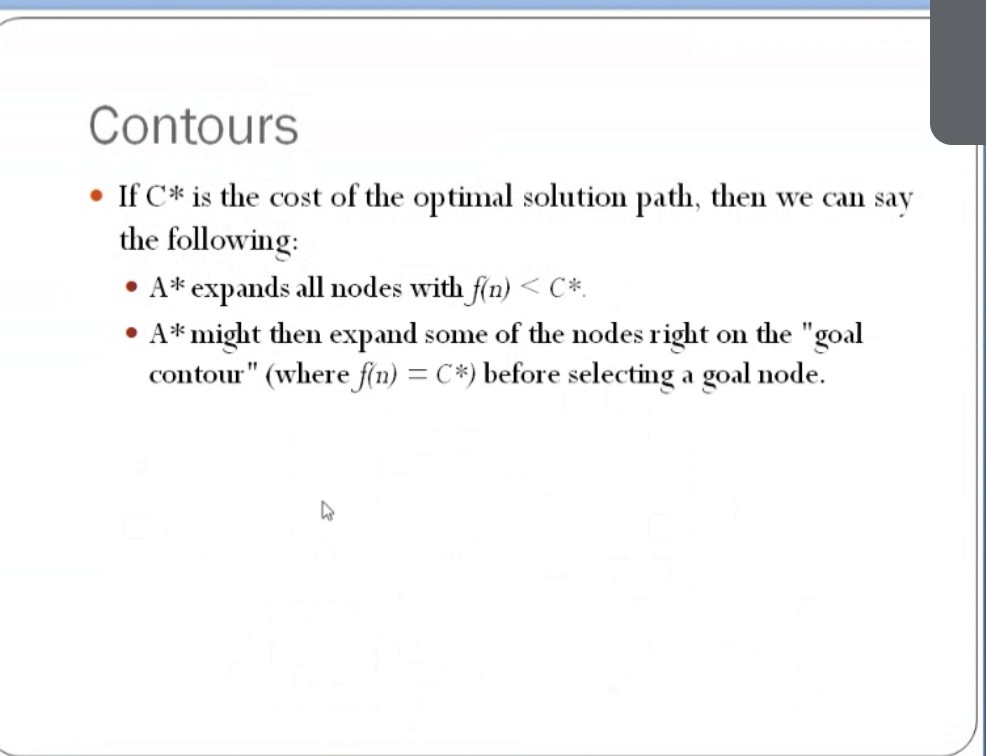 Contours
• If C* is the cost of the optimal solution path, then we can say
the following:
• A* expands all nodes with f(n) < C*.
• A* might then expand some of the nodes right on the "goal
contour" (where f(n) = C*) before selecting a goal node.